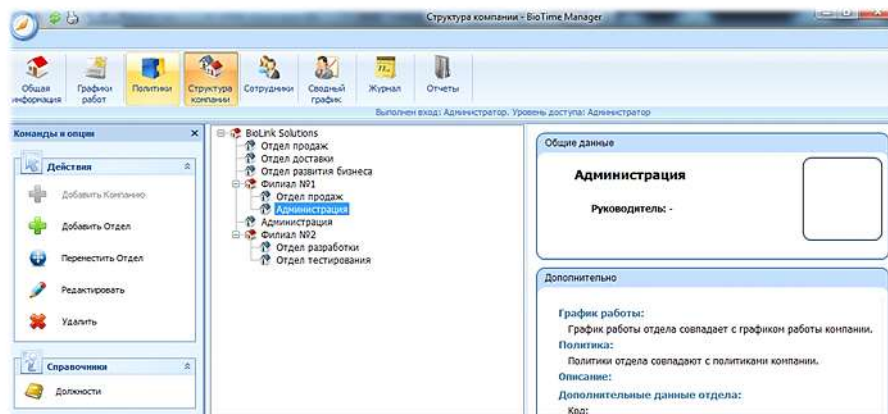 Структура компании - BioTime Manager
Общая информация
Графики работ
Политики
Структура компании
Сотрудники
Сводный график
Журнал
Отчеты
Выполнен вход: Администратор. Уровень доступа: Администратор
Команды и опции
Действия
Добавить Компанию
Добавить Отдел
Перенестить Отдел
Редактировать
Удалить
Справочники
Должности
BioLink Solutions
Отдел продаж
Отдел доставки
Отдел развития бизнеса
Филиал №1
Отдел продаж
Администрация
Администрация
Филиал №2
Отдел разработки
Отдел тестирования
Общие данные
Администрация
Руководитель: -
Дополнительно
График работы:
График работы отдела совпадает с графиком работы компании.
Политика:
Политики отдела совпадают с политиками компании.
Описание:
Дополнительные данные отдела:
Код: